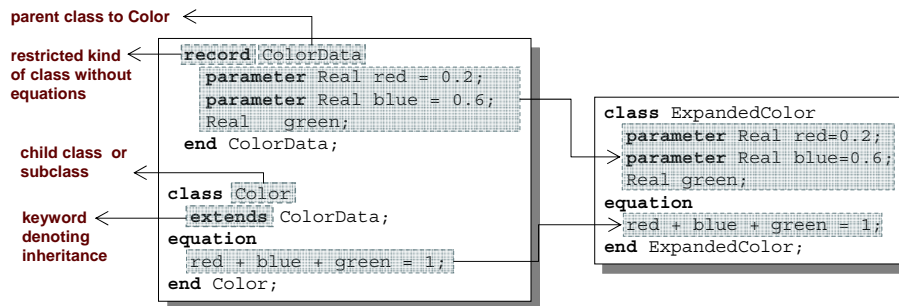 parent class to Color
restricted kind
of class without
equations
child class or
subclass
keyword
denoting
inheritance
record ColorData
parameter Real red = 0.2;
parameter Real blue = 0.6;
Real green;
end ColorData;
class Color
extends ColorData;
equation
red + blue + green = 1;
end Color;
class ExpandedColor
parameter Real red=0.2;
parameter Real blue=0.6;
Real green;
equation
red + blue + green = 1;
end ExpandedColor;